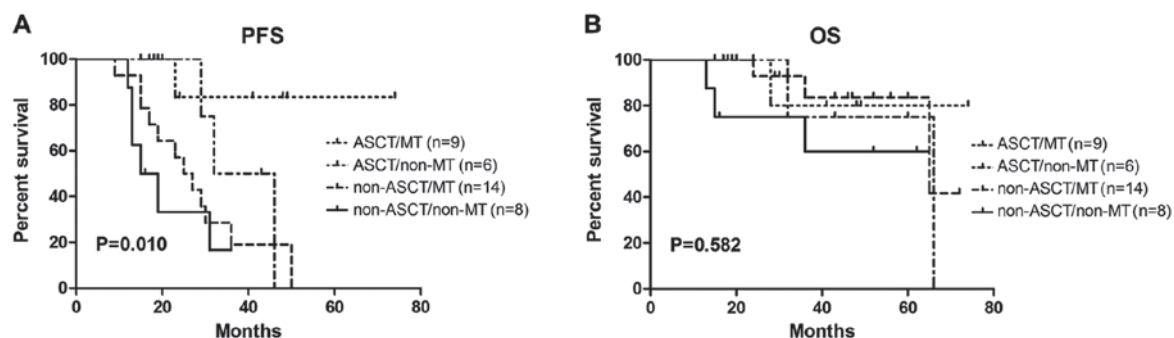 A
PFS
100
80
60
40
20
0
Percent survival
0 20 40 60 80
Months
P=0.010
ASCT/MT (n=9)
ASCT/non-MT (n=6)
non-ASCT/MT (n=14)
non-ASCT/non-MT (n=8)
B
OS
100
80
60
40
20
0
Percent survival
0 20 40 60 80
Months
P=0.582
ASCT/MT (n=9)
ASCT/non-MT (n=6)
non-ASCT/MT (n=14)
non-ASCT/non-MT (n=8)